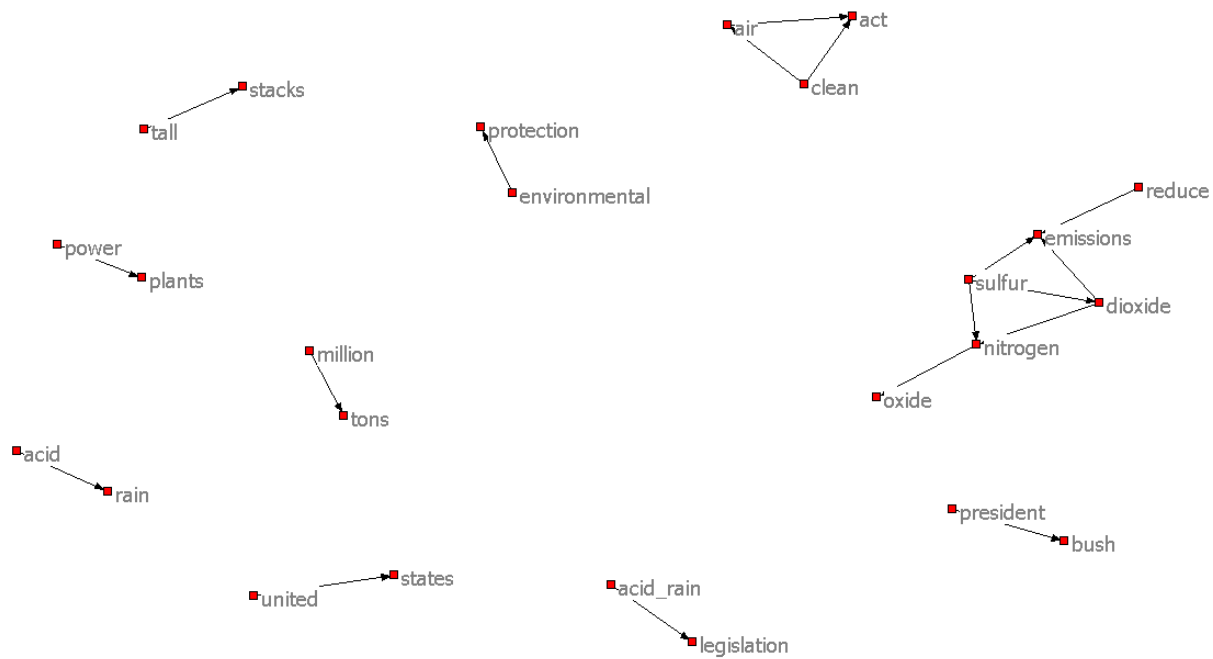 air
act
clean
stacks
tall
protection
environmental
reduce
emissions
power
plants
sulfur
dioxide
nitrogen
million
oxide
tons
acid
rain
president
bush
states
united
acid_rain
legislation